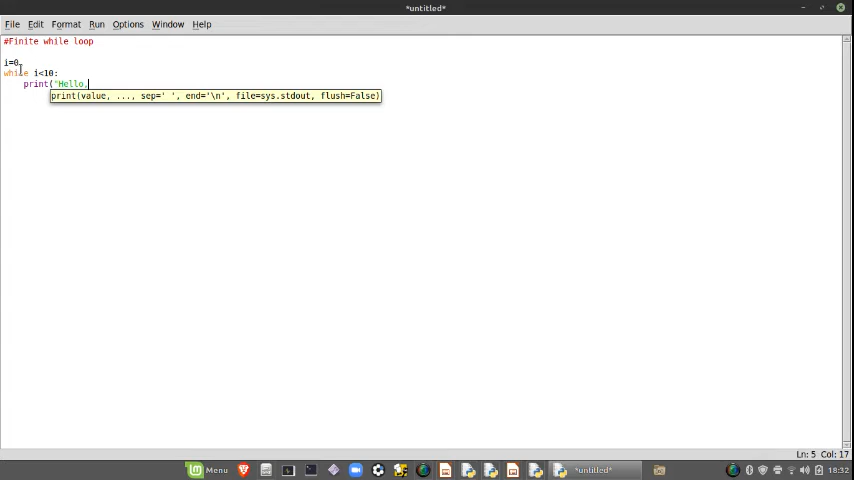 *untitled*
File Edit Format Run Options Window Help
#Finite while loop
i=0
while i<10:
print("Hello,
print(value, ..., sep=' ', end='\n', file=sys.stdout, flush=False)
Ln: 5 Col: 17
Menu *untitled* 18:32